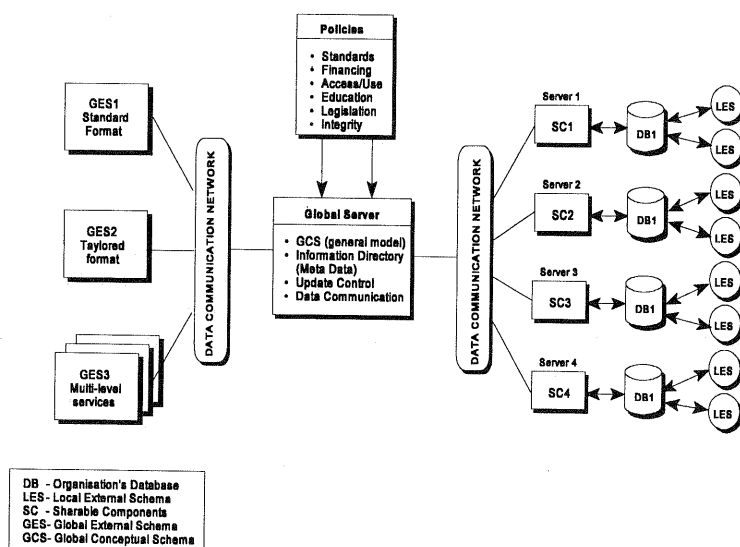 Policies
• Standards
• Financing
• Access/Use
• Education
• Legislation
• Integrity
GES1
Standard
Format
GES2
Taylored
format
GES3
Multi-level
services
DATA COMMUNICATION NETWORK
Global Server
• GCS (general model)
• Information Directory
(Meta Data)
• Update Control
• Data Communication
DATA COMMUNICATION NETWORK
Server 1
SC1
DB1
LES
LES
Server 2
SC2
DB1
LES
LES
Server 3
SC3
DB1
LES
LES
Server 4
SC4
DB1
LES
LES
DB - Organisation's Database
LES- Local External Schema
SC - Sharable Components
GES- Global External Schema
GCS- Global Conceptual Schema